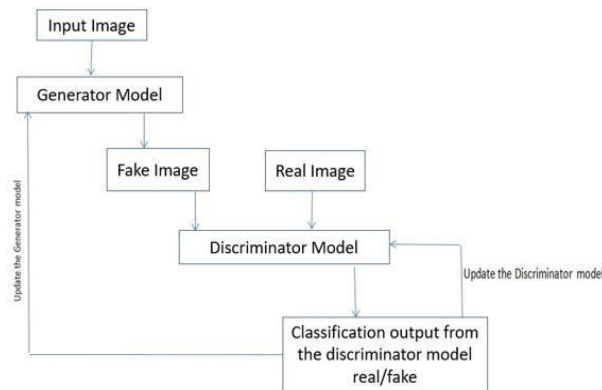 Input Image
Generator Model
Fake Image
Real Image
Discriminator Model
Update the Generator model
Update the Discriminator model
Classification output from
the discriminator model
real/fake